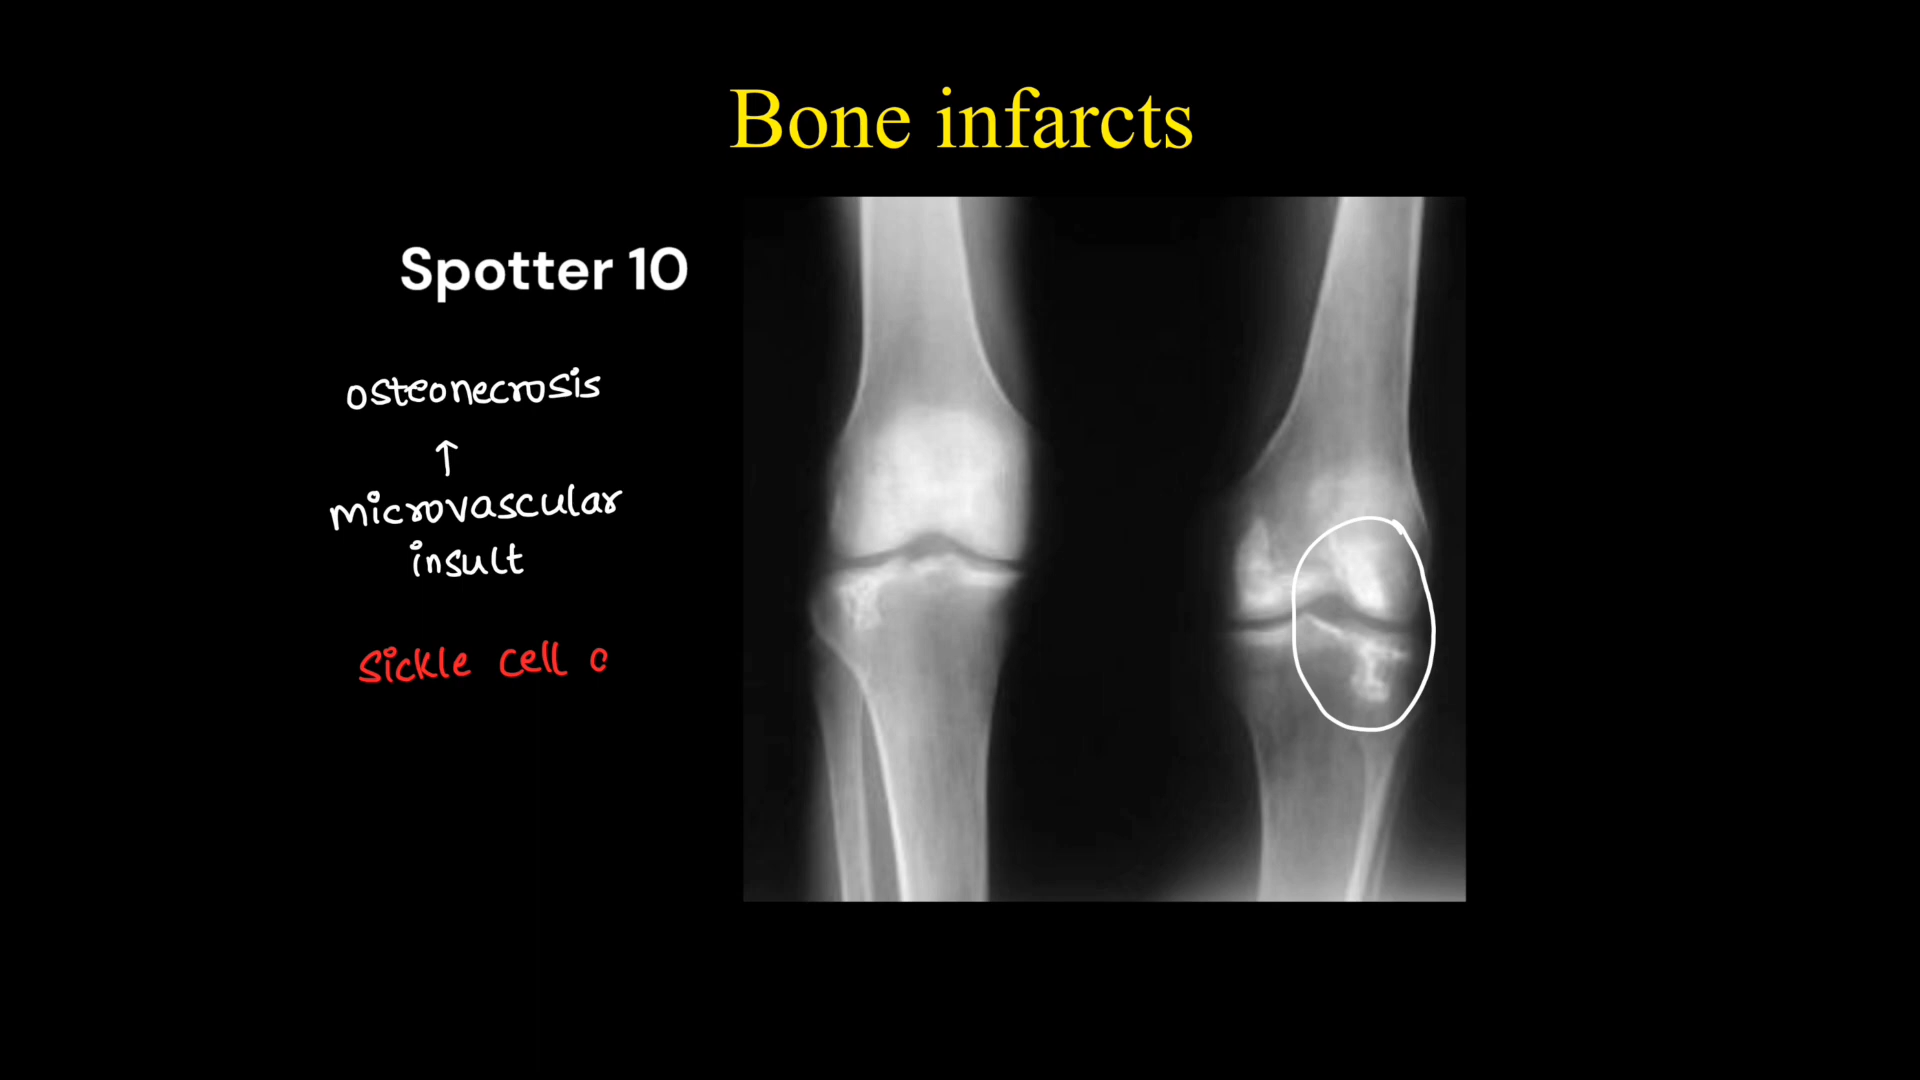 Bone infarcts
Spotter 10
osteonecrosis
↑
microvascular
insult
Sickle cell